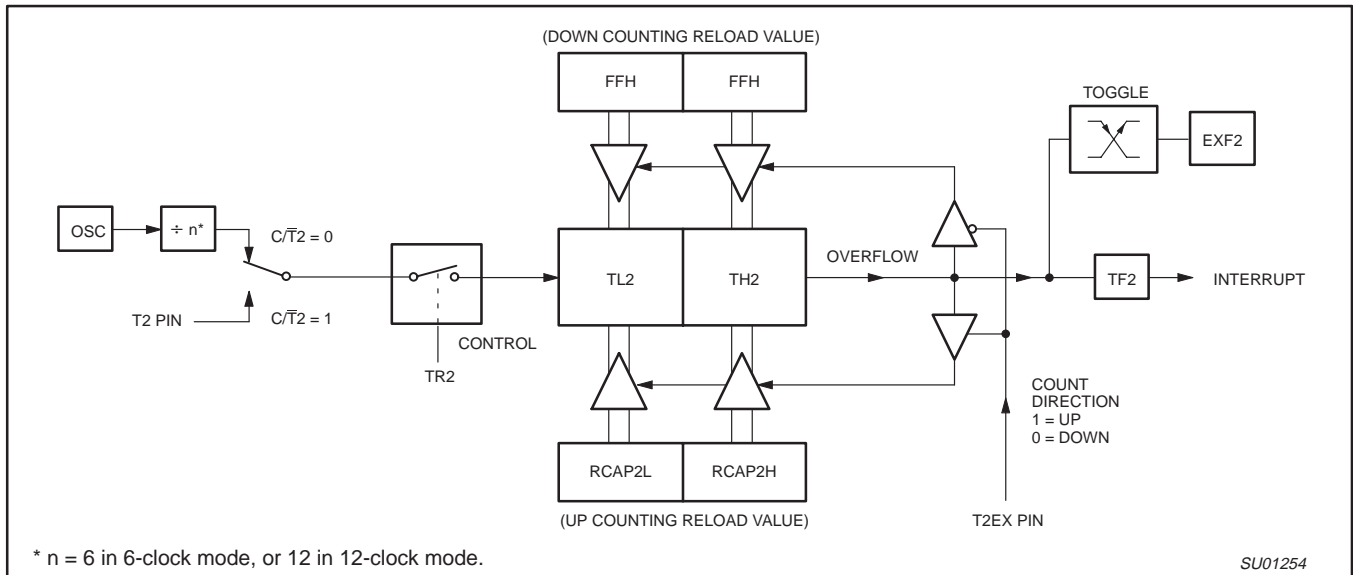 (DOWN COUNTING RELOAD VALUE)
FFH
FFH
TOGGLE
EXF2
OSC
÷ n*
C/T̅2 = 0
TL2
TH2
OVERFLOW
TF2
INTERRUPT
T2 PIN
C/T̅2 = 1
CONTROL
TR2
COUNT
DIRECTION
1 = UP
0 = DOWN
RCAP2L
RCAP2H
(UP COUNTING RELOAD VALUE)
T2EX PIN
* n = 6 in 6-clock mode, or 12 in 12-clock mode.
SU01254